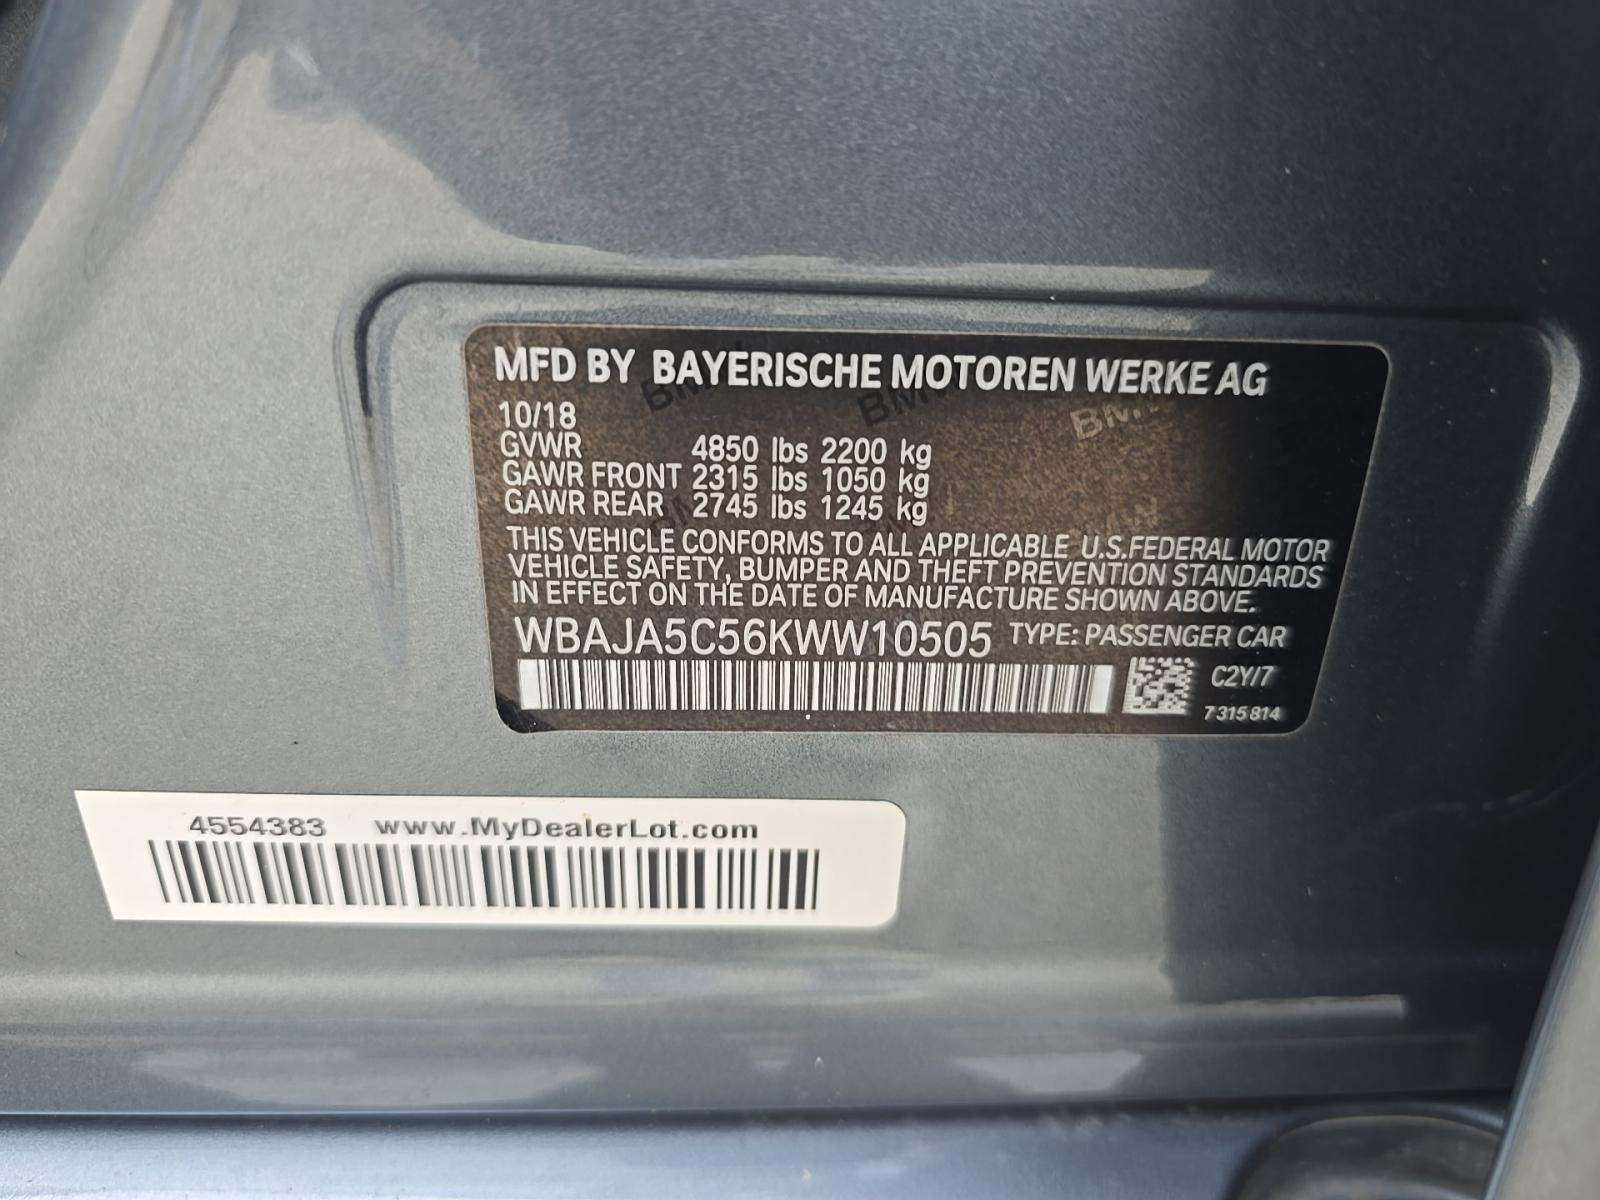 MFD BY BAYERISCHE MOTOREN WERKE AG
10/18
GVWR 4850 lbs 2200 kg
GAWR FRONT 2315 lbs 1050 kg
GAWR REAR 2745 lbs 1245 kg
THIS VEHICLE CONFORMS TO ALL APPLICABLE U.S.FEDERAL MOTOR
VEHICLE SAFETY, BUMPER AND THEFT PREVENTION STANDARDS
IN EFFECT ON THE DATE OF MANUFACTURE SHOWN ABOVE.
WBAJA5C56KWW10505 TYPE: PASSENGER CAR
C2Y/7
7 315 814
4554383 www.MyDealerLot.com